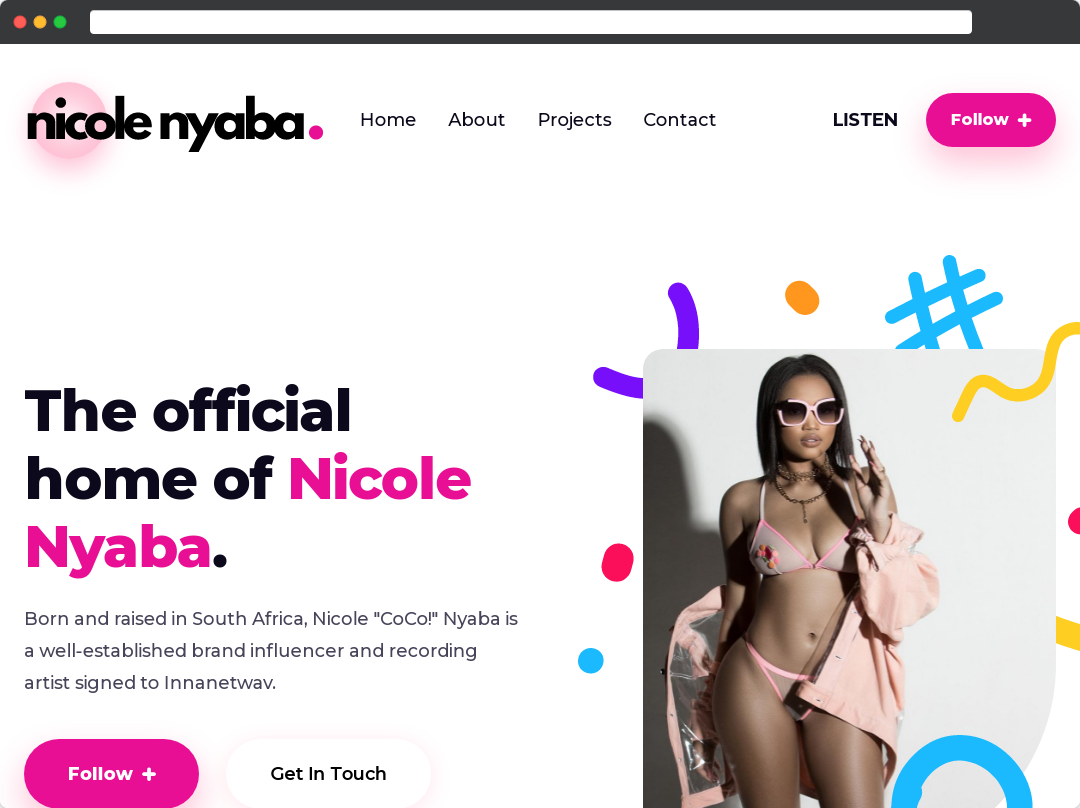 nicole nyaba.
Home
About
Projects
Contact
LISTEN
Follow +
The official
home of Nicole
Nyaba.
Born and raised in South Africa, Nicole "CoCo!" Nyaba is
a well-established brand influencer and recording
artist signed to Innanetwav.
Follow +
Get In Touch